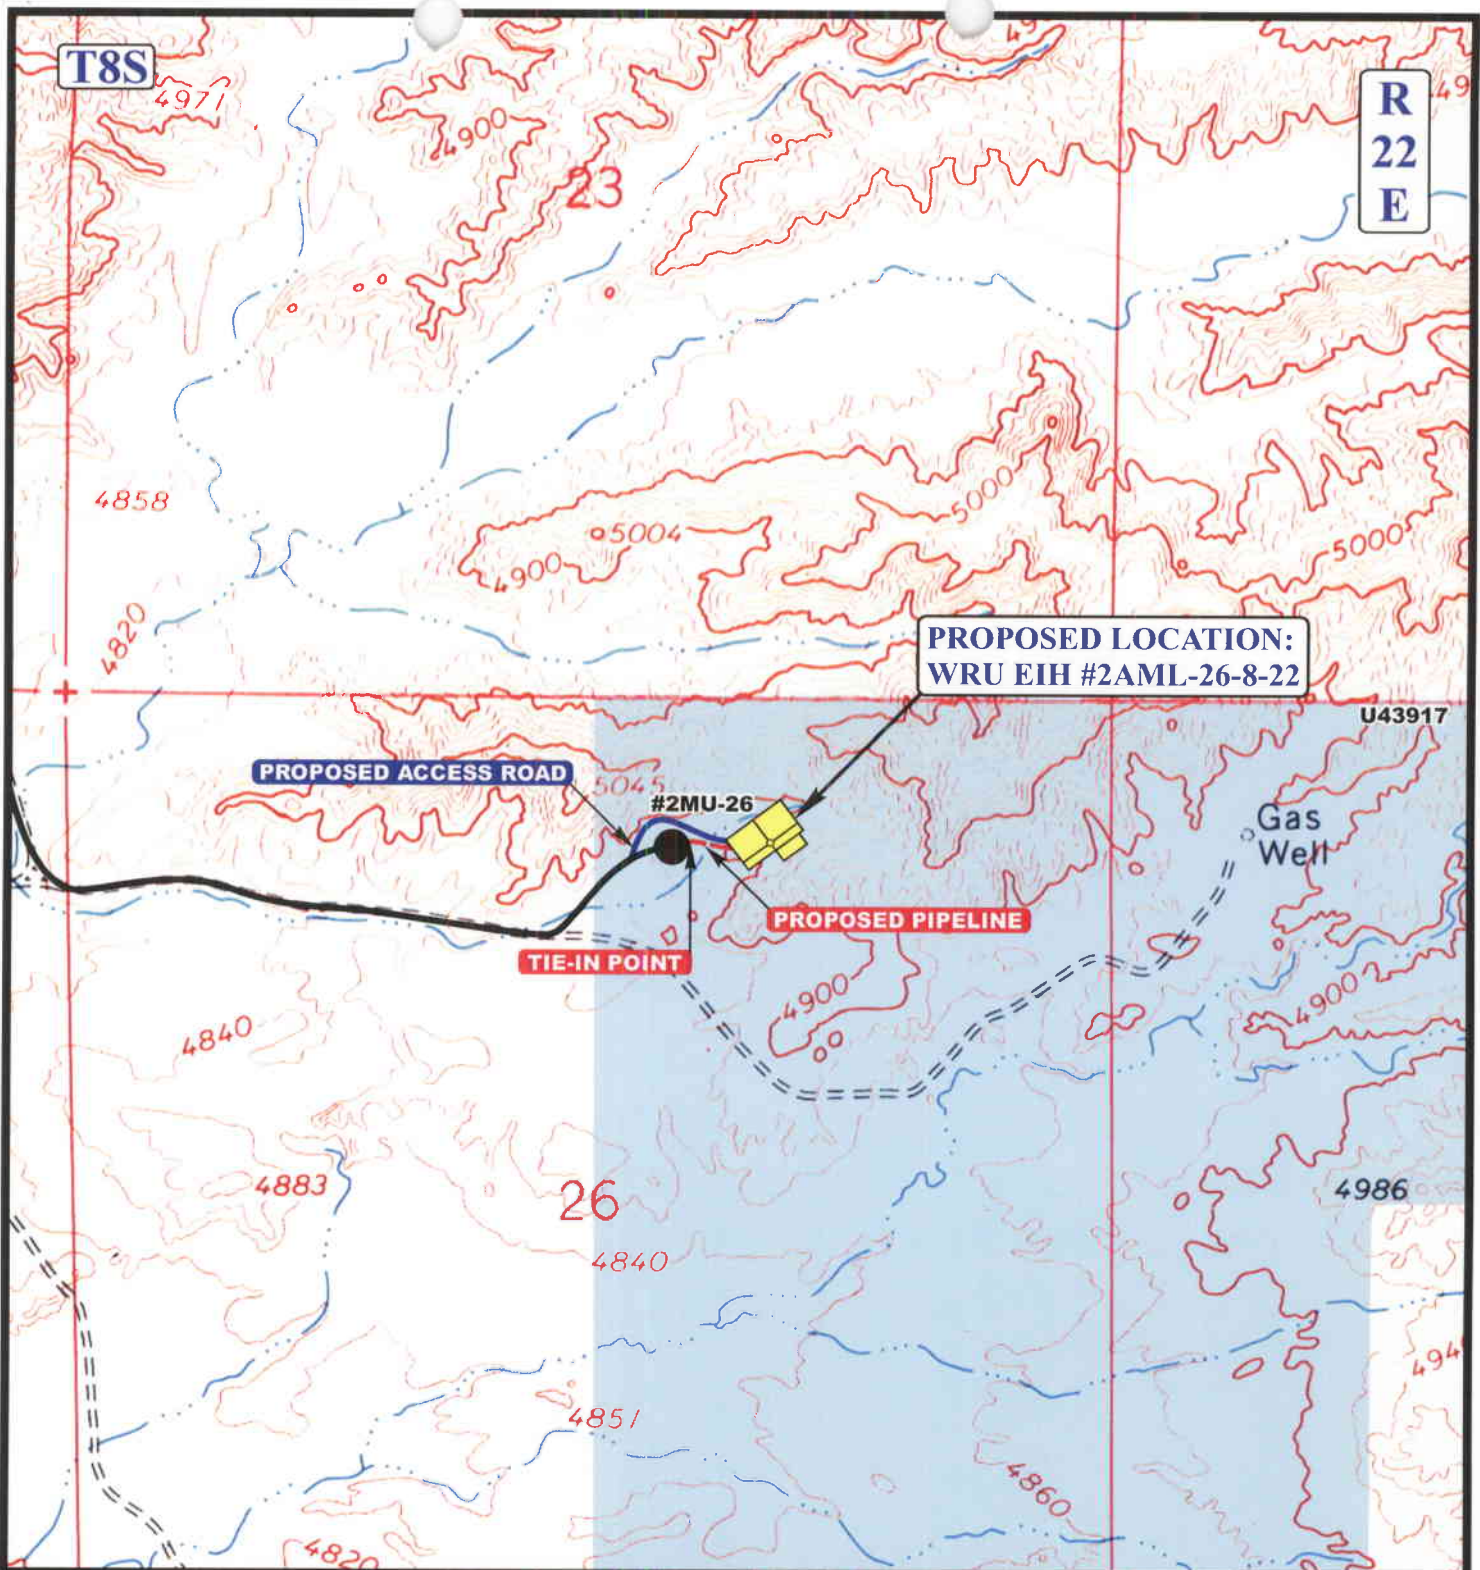 T8S
R
22
E
4971
4900
23
4858
5004
4900
5000
5000
4820
PROPOSED LOCATION:
WRU EIH #2AML-26-8-22
U43917
PROPOSED ACCESS ROAD
5045
#2MU-26
Gas
Well
PROPOSED PIPELINE
TIE-IN POINT
4900
4900
4840
4883
26
4986
4840
4851
4860
4820